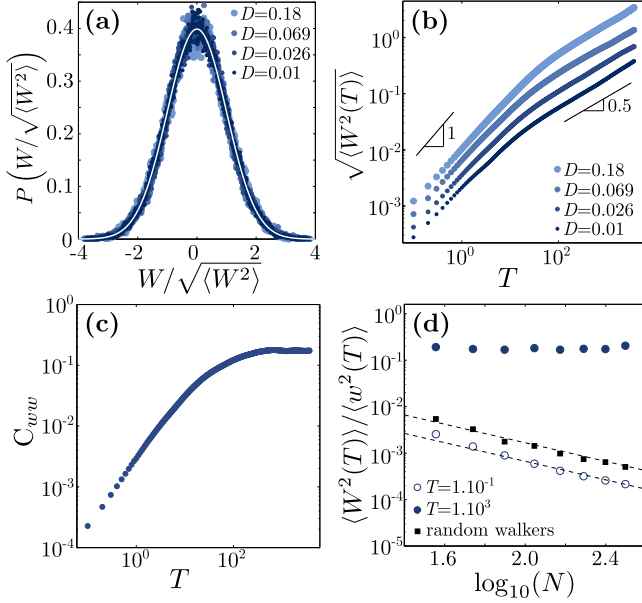 (a)
D=0.18
D=0.069
D=0.026
D=0.01
0.4
0.3
0.2
0.1
0
-4 -2 0 2 4
P (W/√⟨W²⟩)
W/√⟨W²⟩
(b)
10⁰
10⁻¹
10⁻²
10⁻³
1
0.5
D=0.18
D=0.069
D=0.026
D=0.01
10⁰ 10²
√⟨W²(T)⟩
T
(c)
10⁰
10⁻¹
10⁻²
10⁻³
10⁻⁴
10⁰ 10²
C_ww
T
(d)
10⁰
10⁻¹
10⁻²
10⁻³
10⁻⁴
10⁻⁵
T=1.10⁻¹
T=1.10³
random walkers
1.6 2.0 2.4
⟨W²(T)⟩/⟨w²(T)⟩
log₁₀(N)